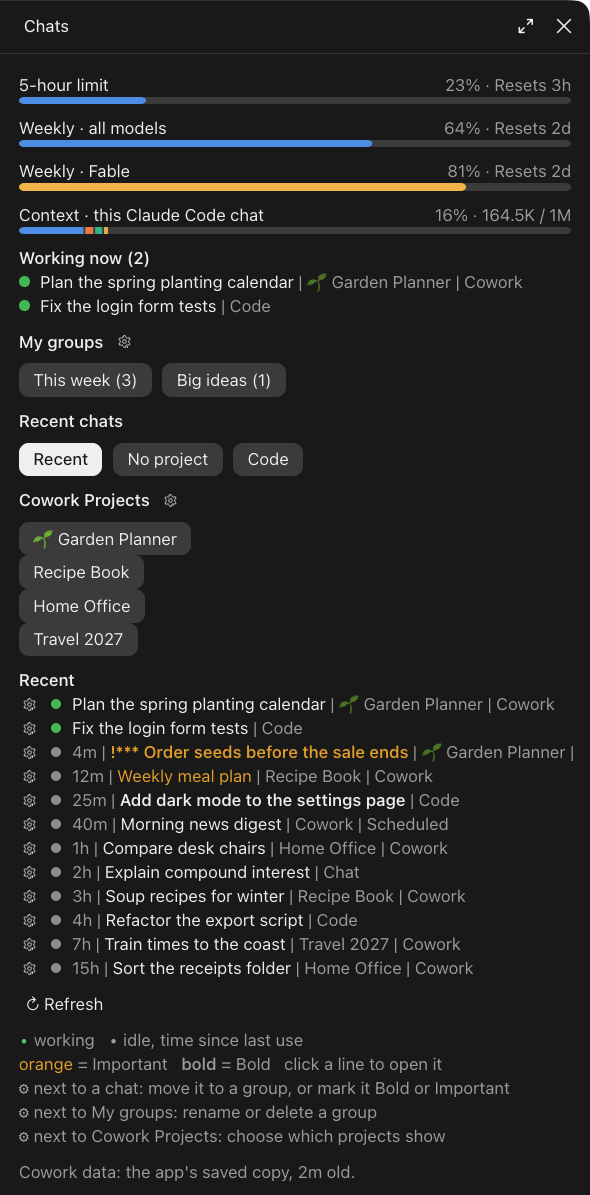 Chats
5-hour limit 23% · Resets 3h
Weekly · all models 64% · Resets 2d
Weekly · Fable 81% · Resets 2d
Context · this Claude Code chat 16% · 164.5K / 1M
Working now (2)
Plan the spring planting calendar | 🌱 Garden Planner | Cowork
Fix the login form tests | Code
My groups
This week (3) Big ideas (1)
Recent chats
Recent No project Code
Cowork Projects
🌱 Garden Planner
Recipe Book
Home Office
Travel 2027
Recent
Plan the spring planting calendar | 🌱 Garden Planner | Cowork
Fix the login form tests | Code
4m | !*** Order seeds before the sale ends | 🌱 Garden Planner |
12m | Weekly meal plan | Recipe Book | Cowork
25m | Add dark mode to the settings page | Code
40m | Morning news digest | Cowork | Scheduled
1h | Compare desk chairs | Home Office | Cowork
2h | Explain compound interest | Chat
3h | Soup recipes for winter | Recipe Book | Cowork
4h | Refactor the export script | Code
7h | Train times to the coast | Travel 2027 | Cowork
15h | Sort the receipts folder | Home Office | Cowork
↻ Refresh
• working • idle, time since last use
orange = Important bold = Bold click a line to open it
⚙ next to a chat: move it to a group, or mark it Bold or Important
⚙ next to My groups: rename or delete a group
⚙ next to Cowork Projects: choose which projects show
Cowork data: the app's saved copy, 2m old.